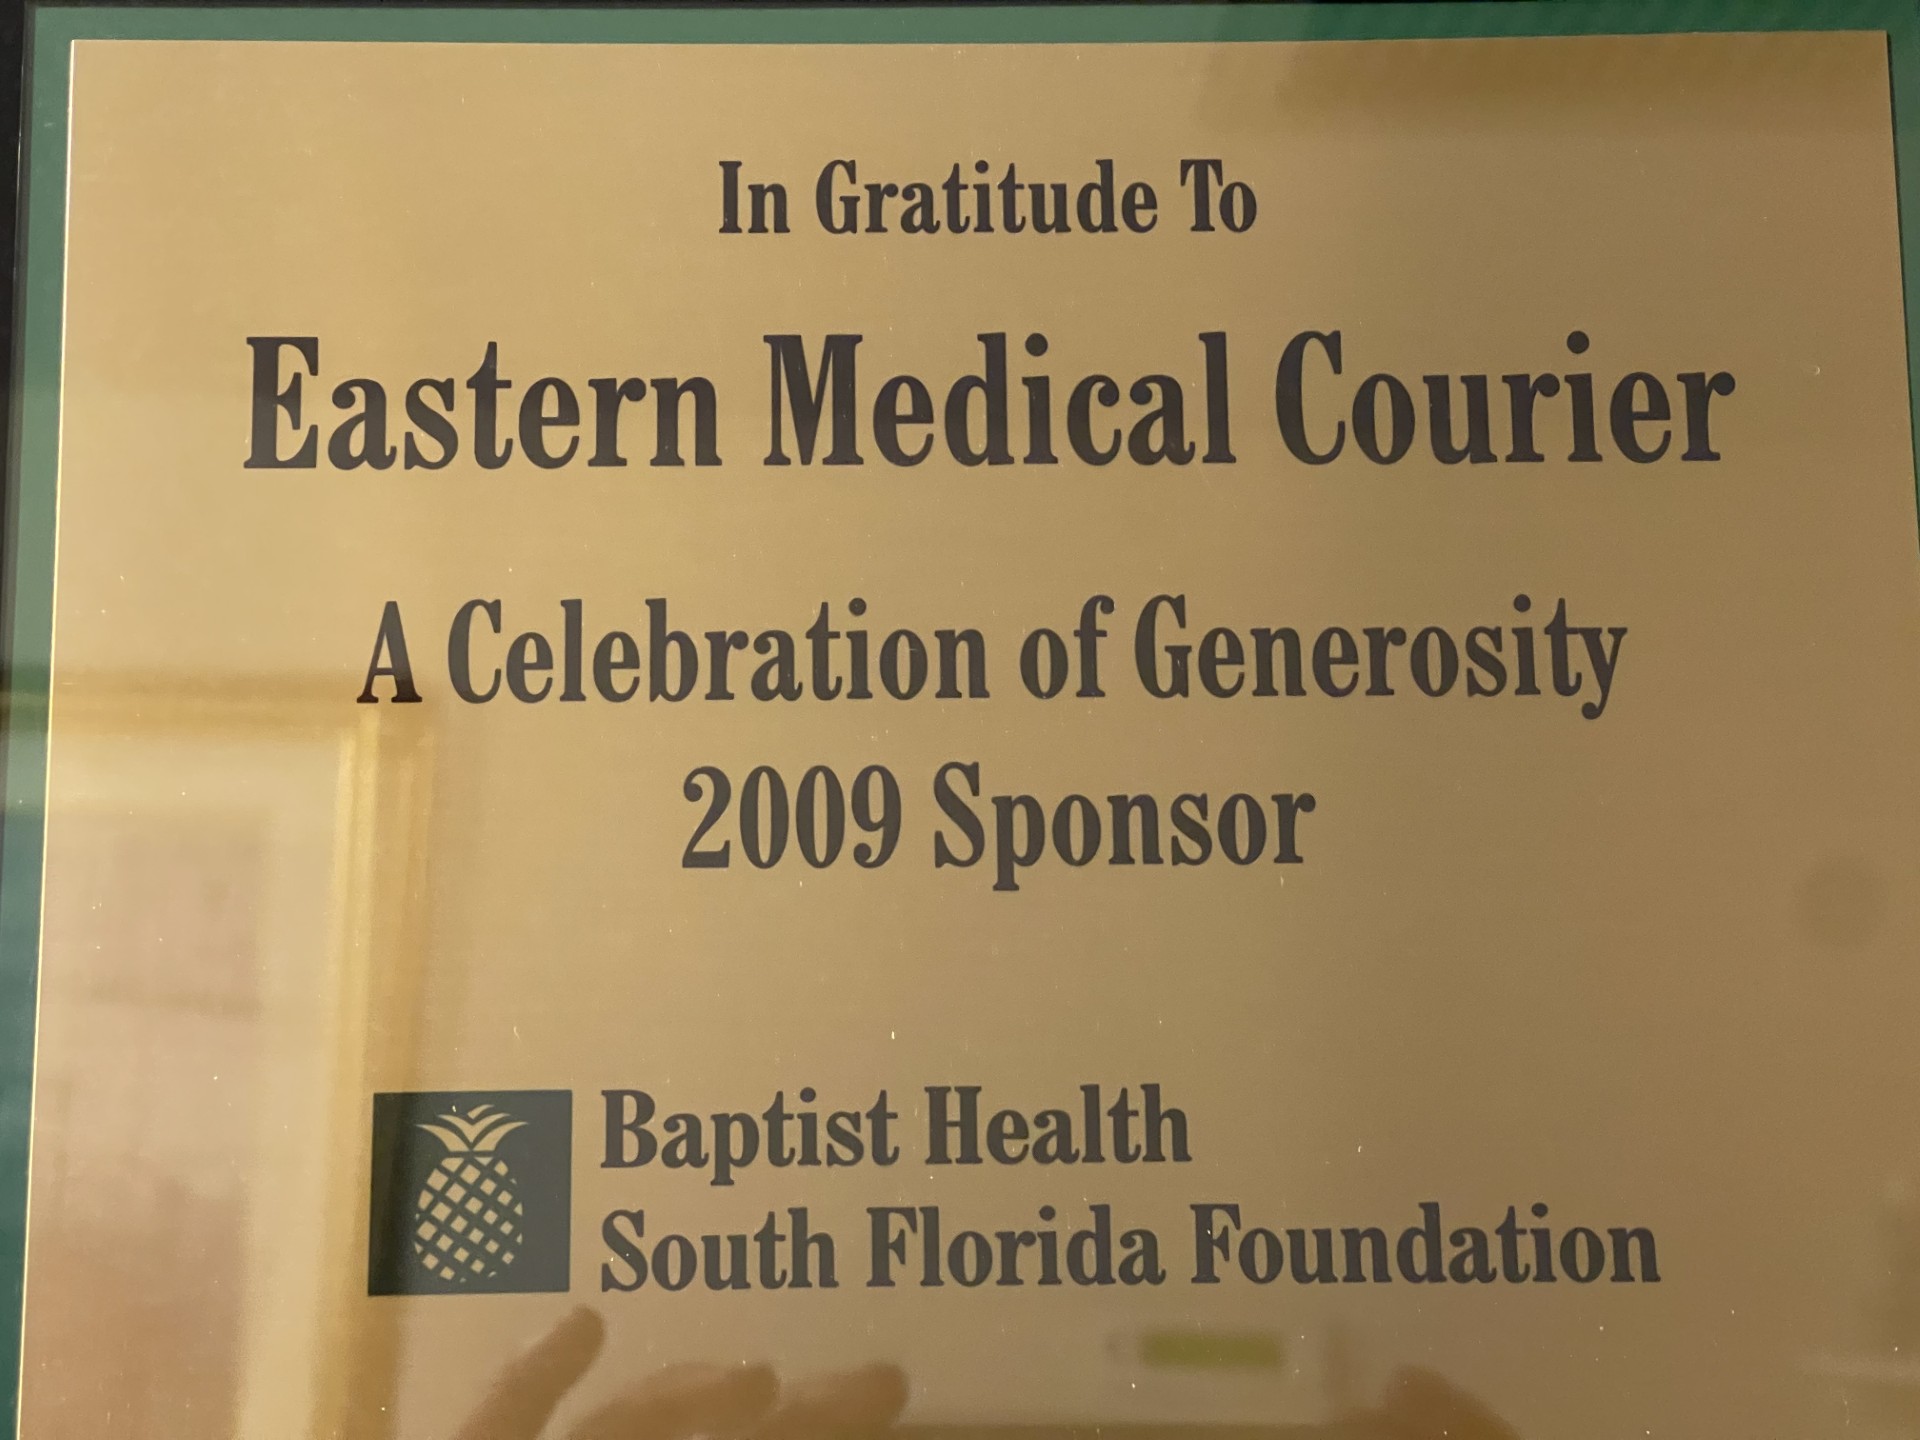 In Gratitude To
Eastern Medical Courier
A Celebration of Generosity
2009 Sponsor
Baptist Health
South Florida Foundation